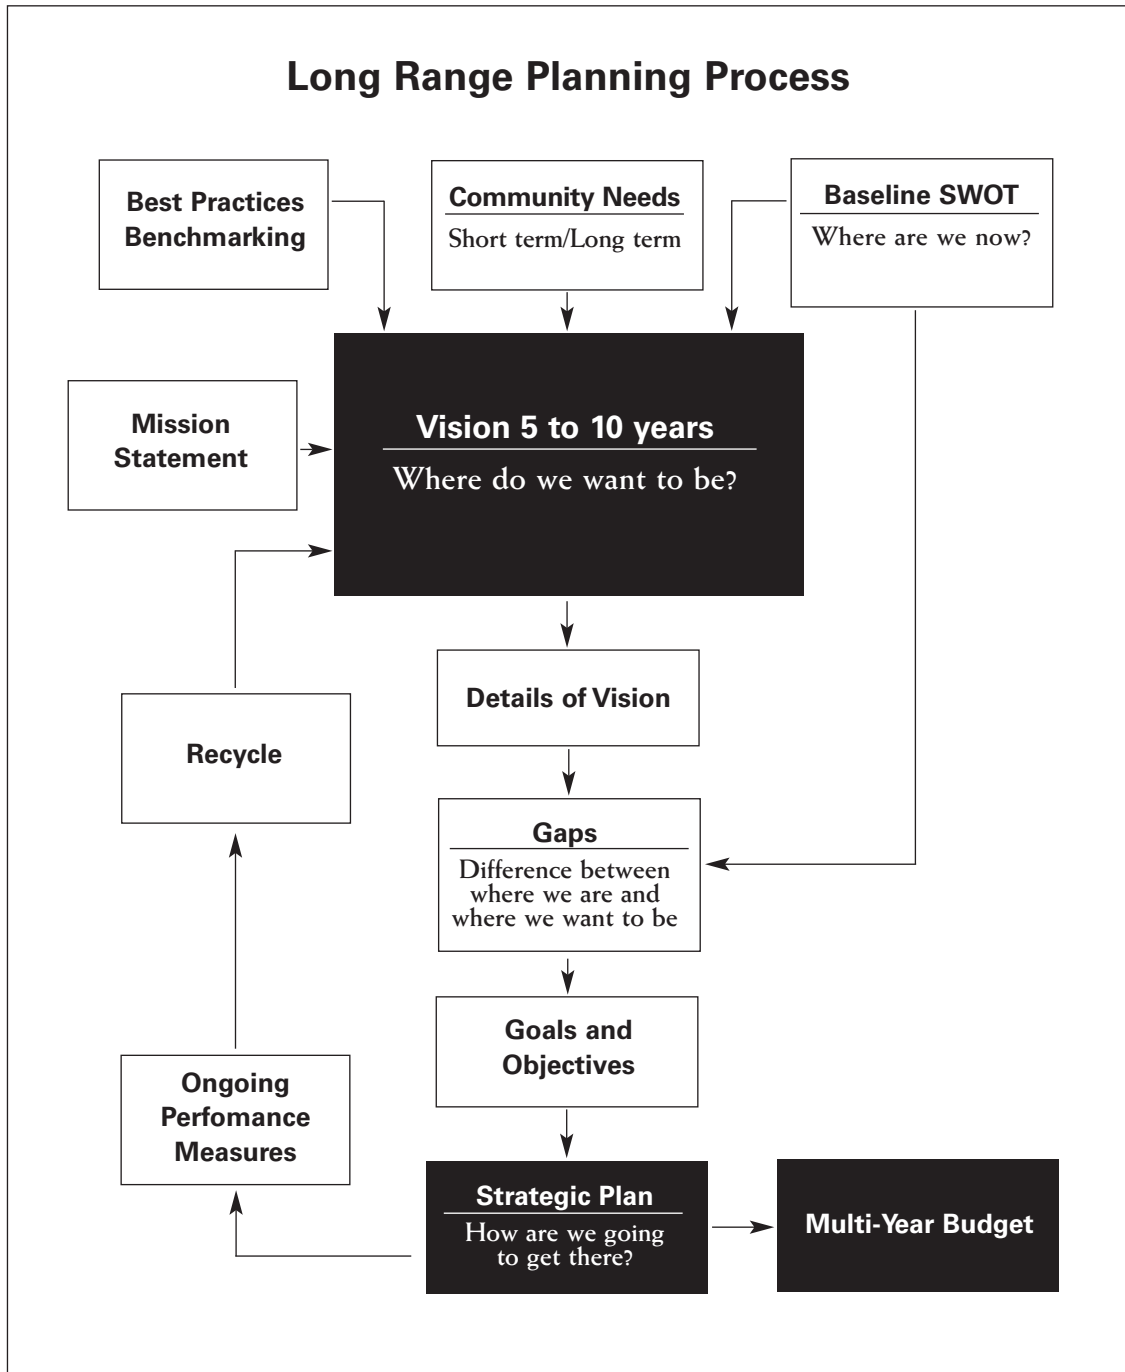 Long Range Planning Process
Best Practices
Benchmarking
Community Needs
Short term/Long term
Baseline SWOT
Where are we now?
Mission
Statement
Vision 5 to 10 years
Where do we want to be?
Details of Vision
Recycle
Gaps
Difference between
where we are and
where we want to be
Goals and
Objectives
Ongoing
Perfomance
Measures
Strategic Plan
How are we going
to get there?
Multi-Year Budget